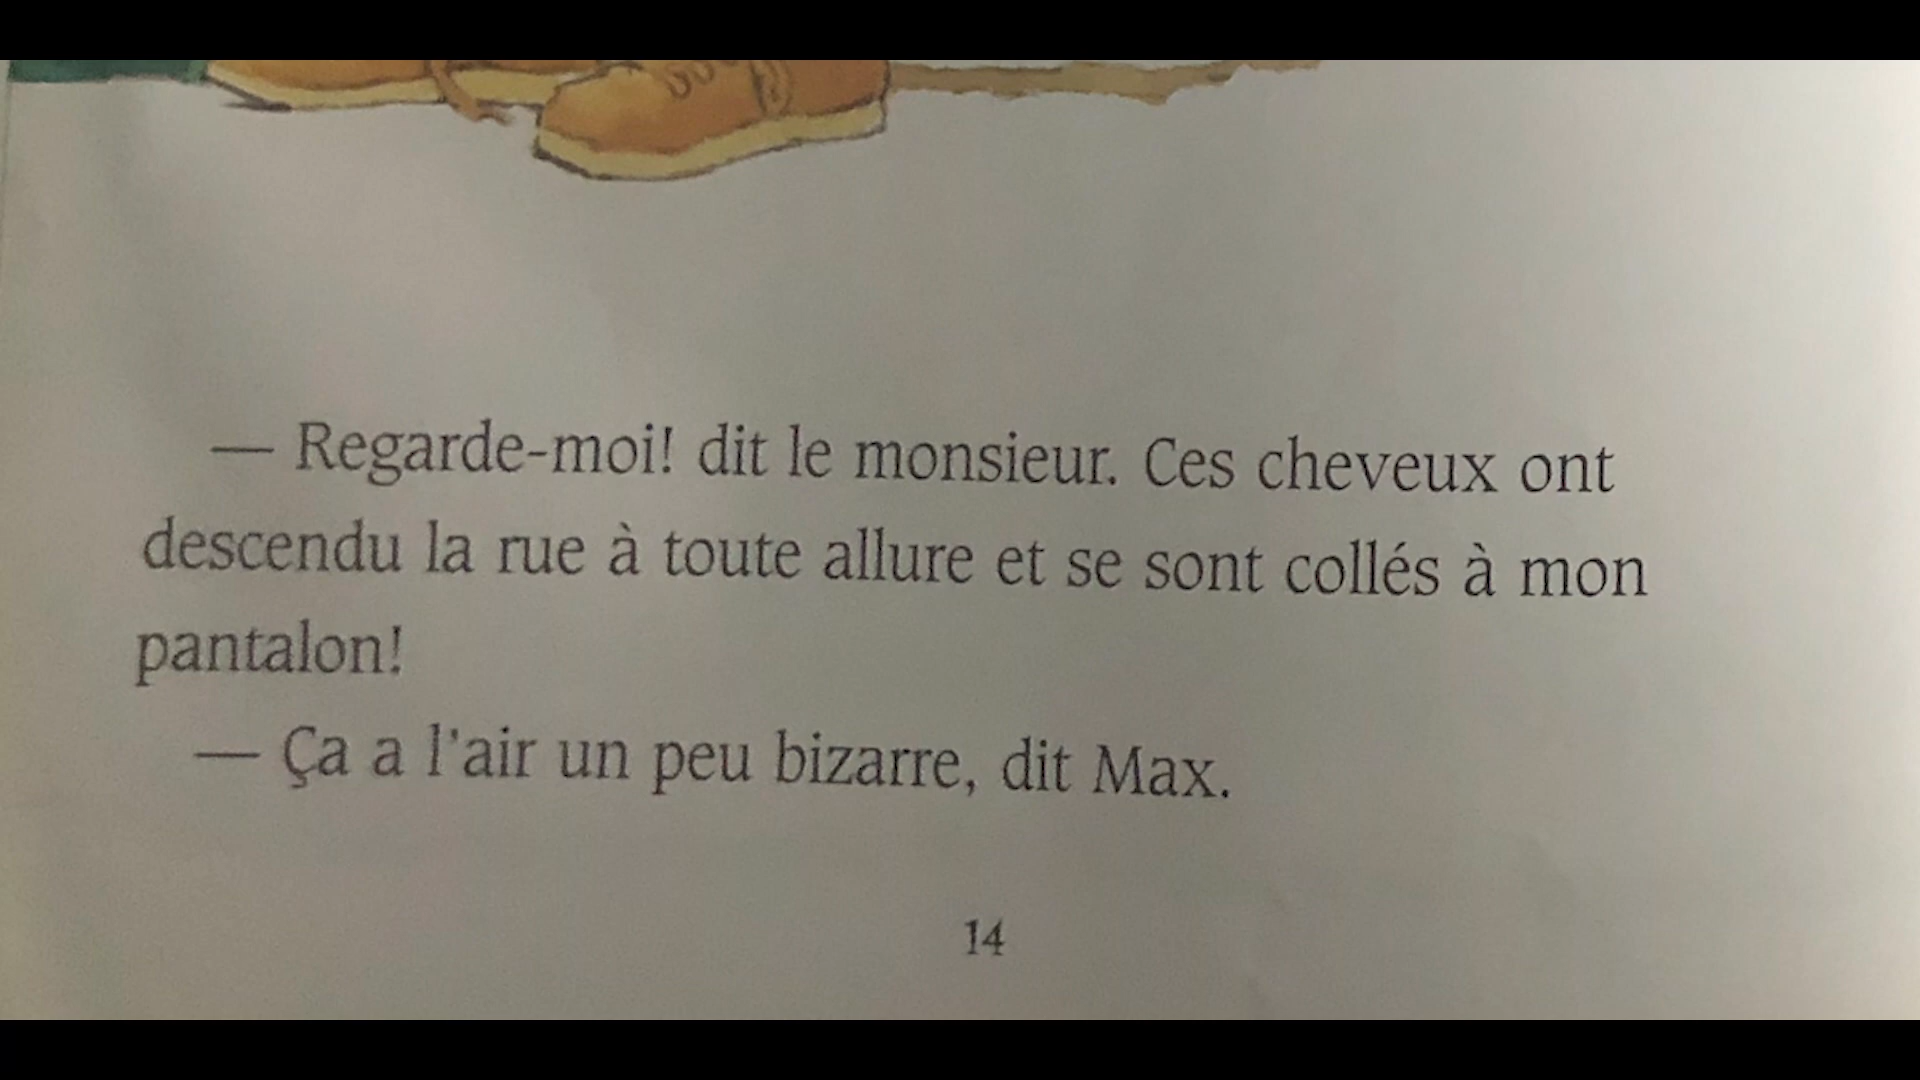 — Regarde-moi! dit le monsieur. Ces cheveux ont
descendu la rue à toute allure et se sont collés à mon
pantalon!
— Ça a l'air un peu bizarre, dit Max.
14